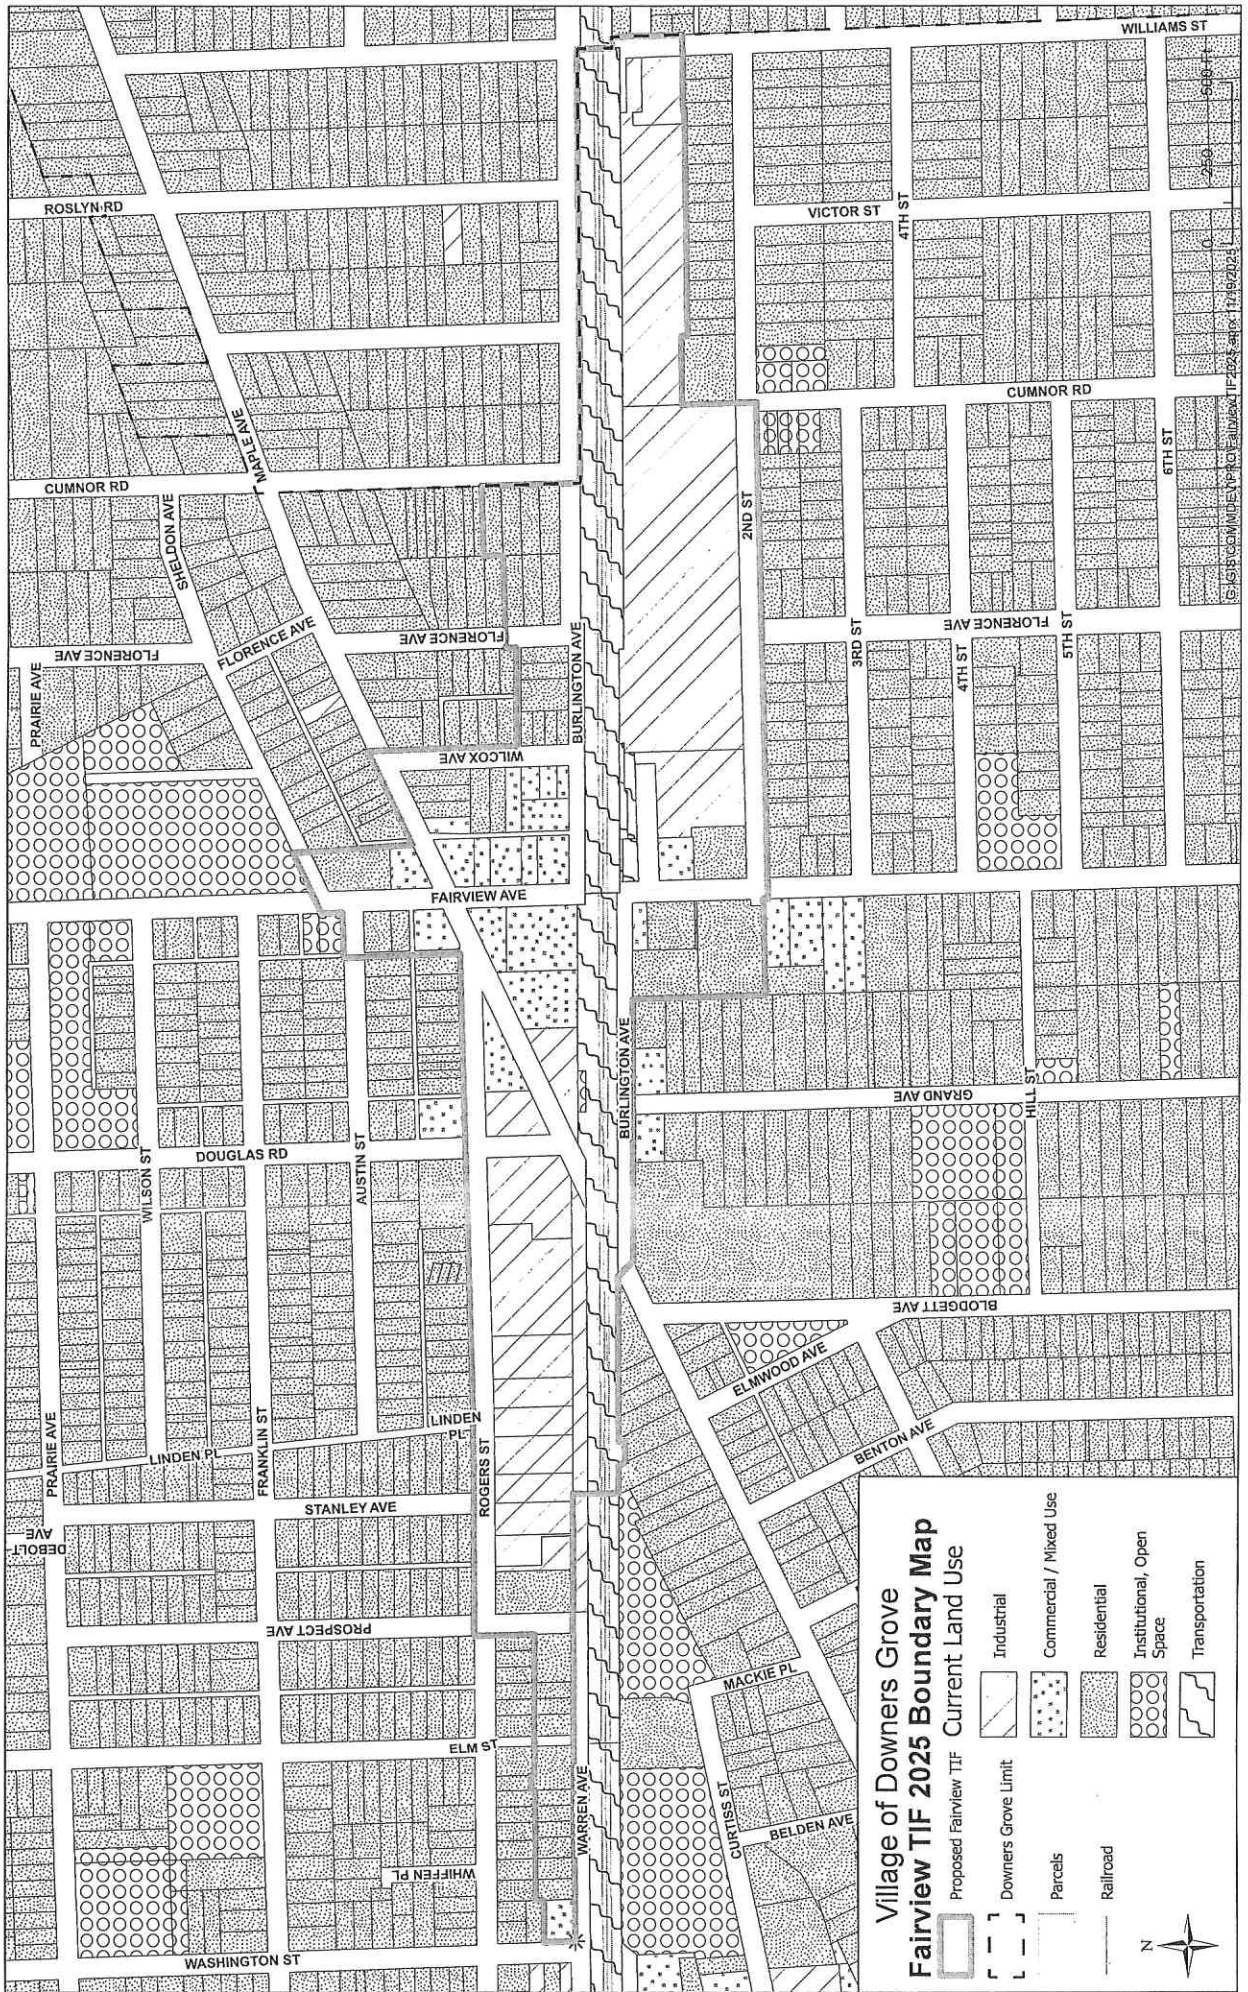 WILLIAMS ST
ROSLYN RD
VICTOR ST
4TH ST
CUMNOR RD
MAPLE AVE
CUMNOR RD
SHELDON AVE
2ND ST
6TH ST
FLORENCE AVE
FLORENCE AVE
FLORENCE AVE
FLORENCE AVE
PRAIRIE AVE
BURLINGTON AVE
3RD ST
4TH ST
5TH ST
WILCOX AVE
FAIRVIEW AVE
BURLINGTON AVE
GRAND AVE
HILL ST
DOUGLAS RD
WILSON ST
AUSTIN ST
BLODGETT AVE
ELMWOOD AVE
BENTON AVE
PRAIRIE AVE
LINDEN PL
FRANKLIN ST
LINDEN
PL
ROGERS ST
STANLEY AVE
DEBOLT
AVE
PROSPECT AVE
MACKIE PL
ELM ST
WARREN AVE
CURTISS ST
BELDEN AVE
WHIFFEN PL
WASHINGTON ST
0 250 500 Ft
Village of Downers Grove
Fairview TIF 2025 Boundary Map
Current Land Use
Proposed Fairview TIF
Downers Grove Limit
Parcels
Railroad
Industrial
Commercial / Mixed Use
Residential
Institutional, Open
Space
Transportation
N